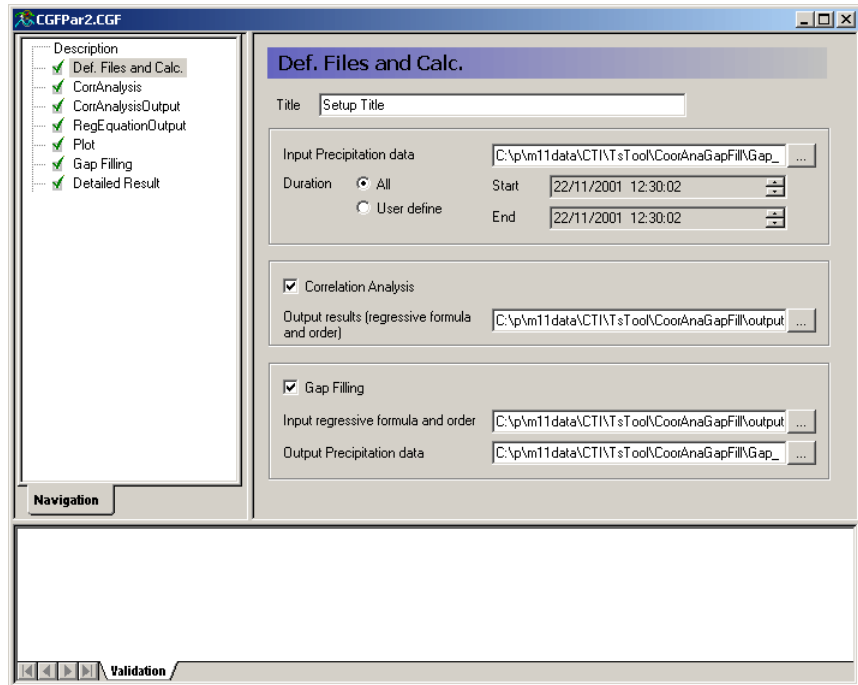 CGFPar2.CGF
Description
Def. Files and Calc.
CorrAnalysis
CorrAnalysisOutput
RegEquationOutput
Plot
Gap Filling
Detailed Result
Navigation
Def. Files and Calc.
Title Setup Title
Input Precipitation data C:\p\m11data\CTI\TsTool\CoorAnaGapFill\Gap_ ...
Duration All Start 22/11/2001 12:30:02
User define End 22/11/2001 12:30:02
Correlation Analysis
Output results (regressive formula
and order) C:\p\m11data\CTI\TsTool\CoorAnaGapFill\output ...
Gap Filling
Input regressive formula and order C:\p\m11data\CTI\TsTool\CoorAnaGapFill\output ...
Output Precipitation data C:\p\m11data\CTI\TsTool\CoorAnaGapFill\Gap_ ...
Validation